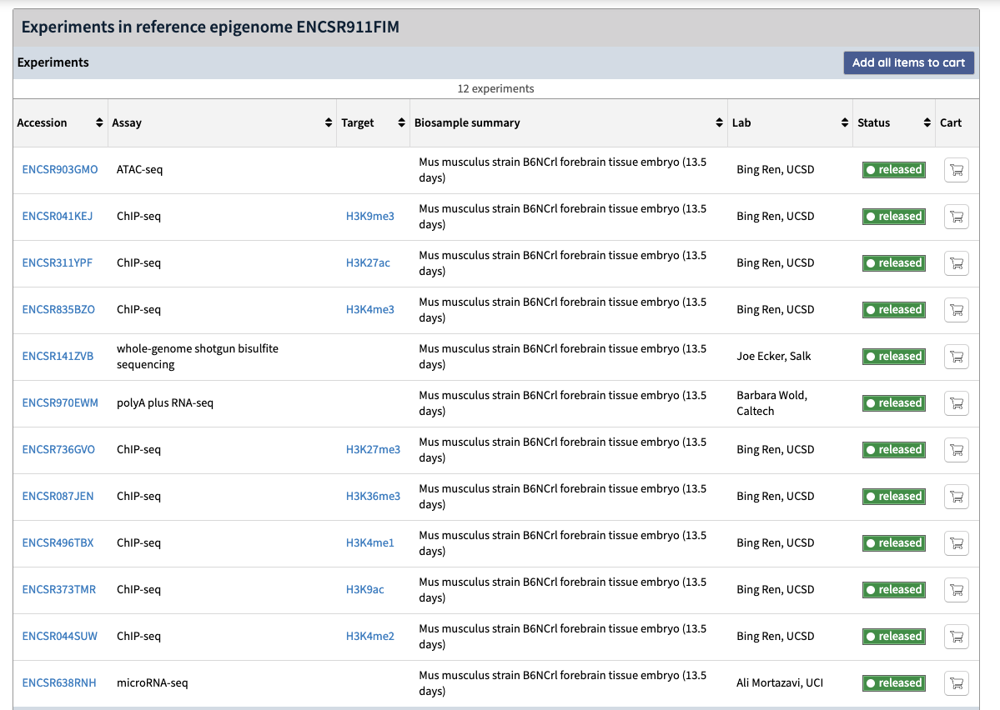 Experiments in reference epigenome ENCSR911FIM
Experiments Add all items to cart
12 experiments
Accession Assay Target Biosample summary Lab Status Cart
ENCSR903GMO ATAC-seq Mus musculus strain B6NCrl forebrain tissue embryo (13.5 days) Bing Ren, UCSD released
ENCSR041KEJ ChIP-seq H3K9me3 Mus musculus strain B6NCrl forebrain tissue embryo (13.5 days) Bing Ren, UCSD released
ENCSR311YPF ChIP-seq H3K27ac Mus musculus strain B6NCrl forebrain tissue embryo (13.5 days) Bing Ren, UCSD released
ENCSR835BZO ChIP-seq H3K4me3 Mus musculus strain B6NCrl forebrain tissue embryo (13.5 days) Bing Ren, UCSD released
ENCSR141ZVB whole-genome shotgun bisulfite sequencing Mus musculus strain B6NCrl forebrain tissue embryo (13.5 days) Joe Ecker, Salk released
ENCSR970EWM polyA plus RNA-seq Mus musculus strain B6NCrl forebrain tissue embryo (13.5 days) Barbara Wold, Caltech released
ENCSR736GVO ChIP-seq H3K27me3 Mus musculus strain B6NCrl forebrain tissue embryo (13.5 days) Bing Ren, UCSD released
ENCSR087JEN ChIP-seq H3K36me3 Mus musculus strain B6NCrl forebrain tissue embryo (13.5 days) Bing Ren, UCSD released
ENCSR496TBX ChIP-seq H3K4me1 Mus musculus strain B6NCrl forebrain tissue embryo (13.5 days) Bing Ren, UCSD released
ENCSR373TMR ChIP-seq H3K9ac Mus musculus strain B6NCrl forebrain tissue embryo (13.5 days) Bing Ren, UCSD released
ENCSR044SUW ChIP-seq H3K4me2 Mus musculus strain B6NCrl forebrain tissue embryo (13.5 days) Bing Ren, UCSD released
ENCSR638RNH microRNA-seq Mus musculus strain B6NCrl forebrain tissue embryo (13.5 days) Ali Mortazavi, UCI released